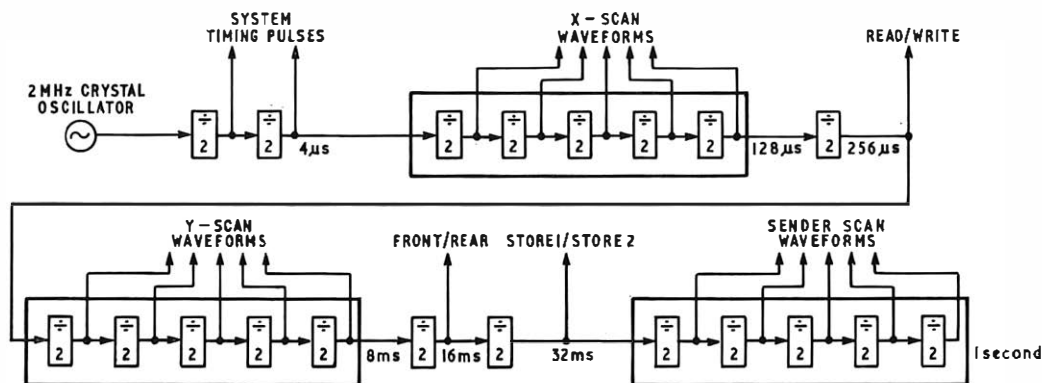 SYSTEM
TIMING PULSES
X-SCAN
WAVEFORMS
READ/WRITE
2MHz CRYSTAL
OSCILLATOR
÷ 2
÷ 2
4µs
÷ 2
÷ 2
÷ 2
÷ 2
÷ 2
128µs
÷ 2
256µs
Y-SCAN
WAVEFORMS
FRONT/REAR
STORE1/STORE 2
SENDER SCAN
WAVEFORMS
÷ 2
÷ 2
÷ 2
÷ 2
÷ 2
8ms
÷ 2
16ms
÷ 2
32ms
÷ 2
÷ 2
÷ 2
÷ 2
÷ 2
1second